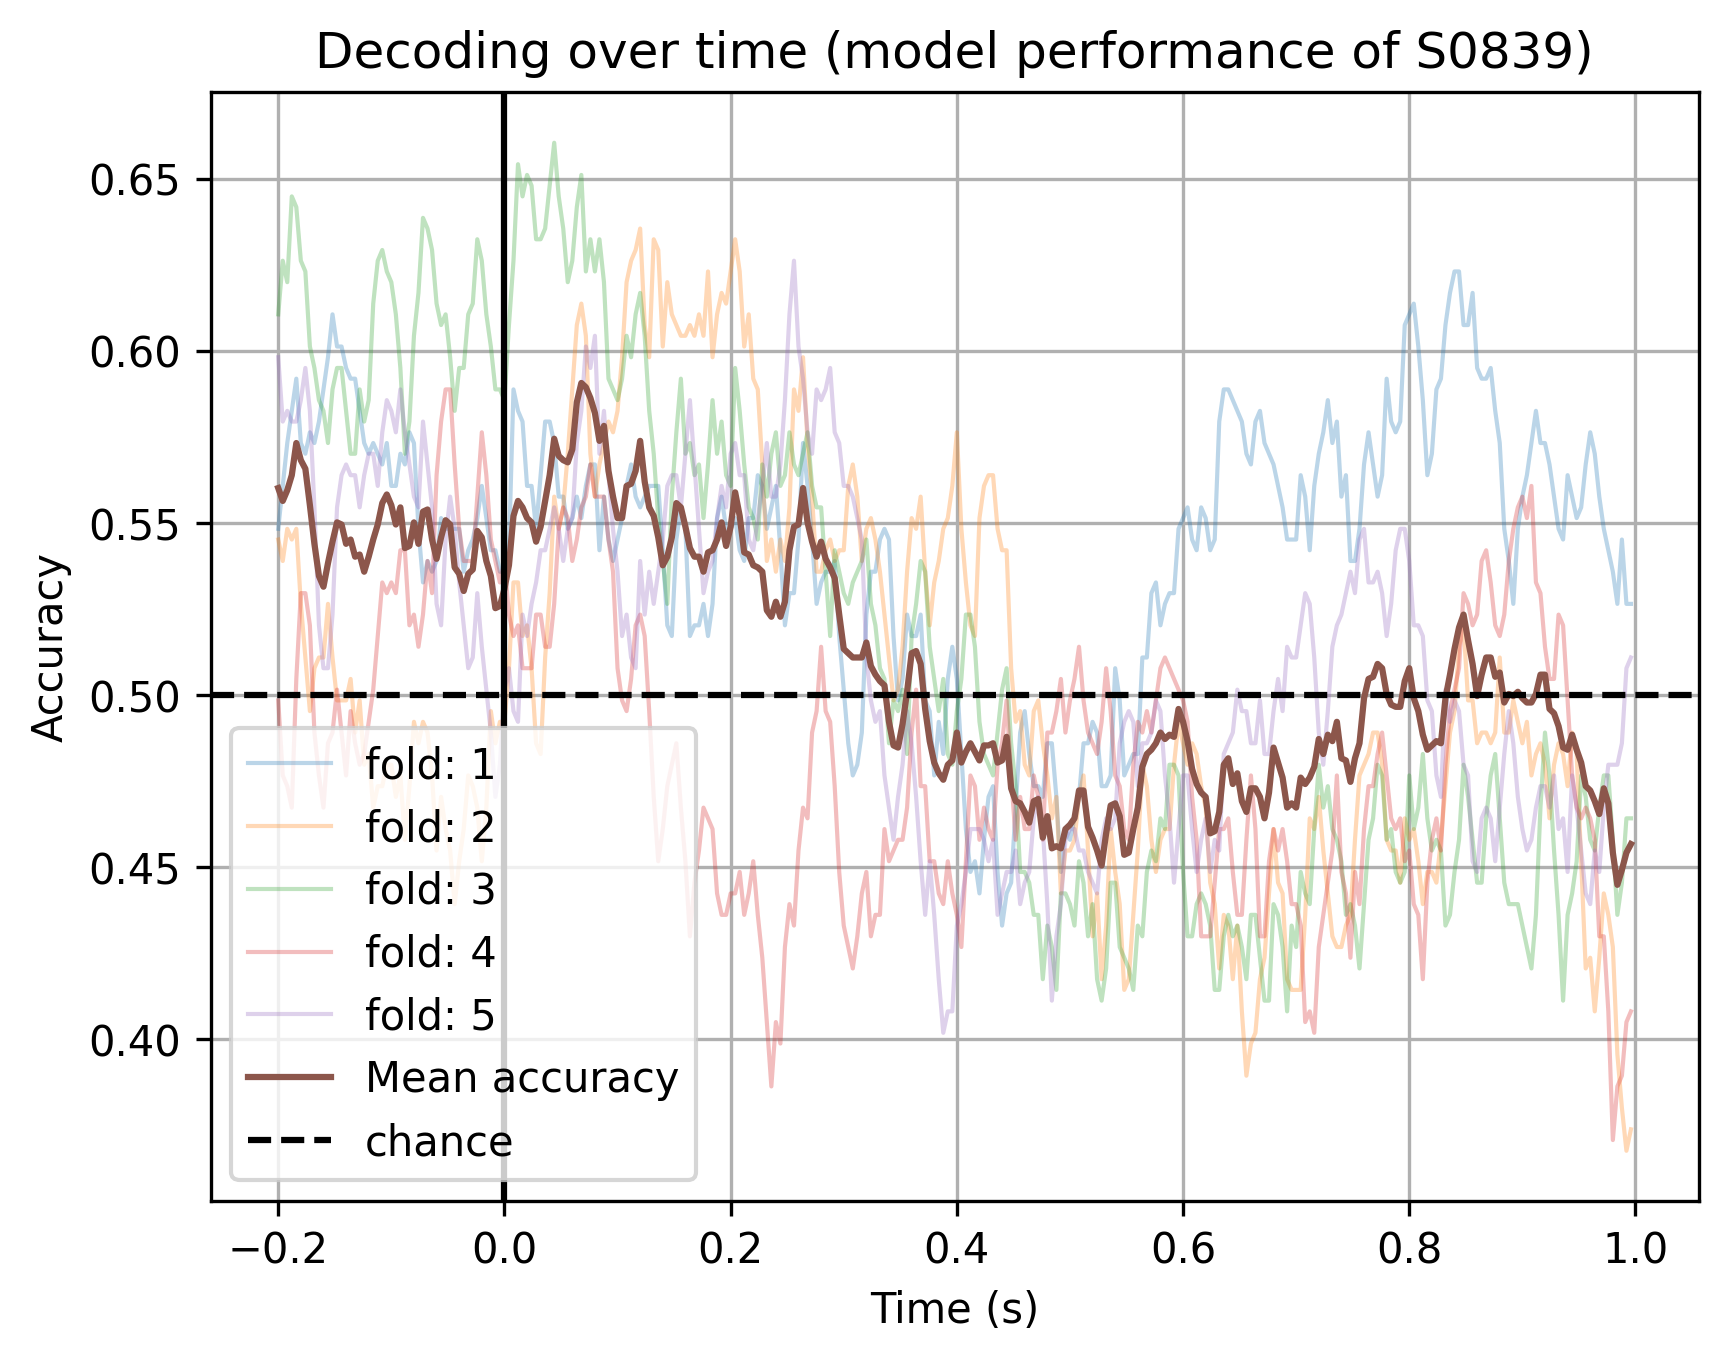 Decoding over time (model performance of S0839)
Accuracy
0.65
0.60
0.55
0.50
0.45
0.40
fold: 1
fold: 2
fold: 3
fold: 4
fold: 5
Mean accuracy
chance
−0.2 0.0 0.2 0.4 0.6 0.8 1.0
Time (s)